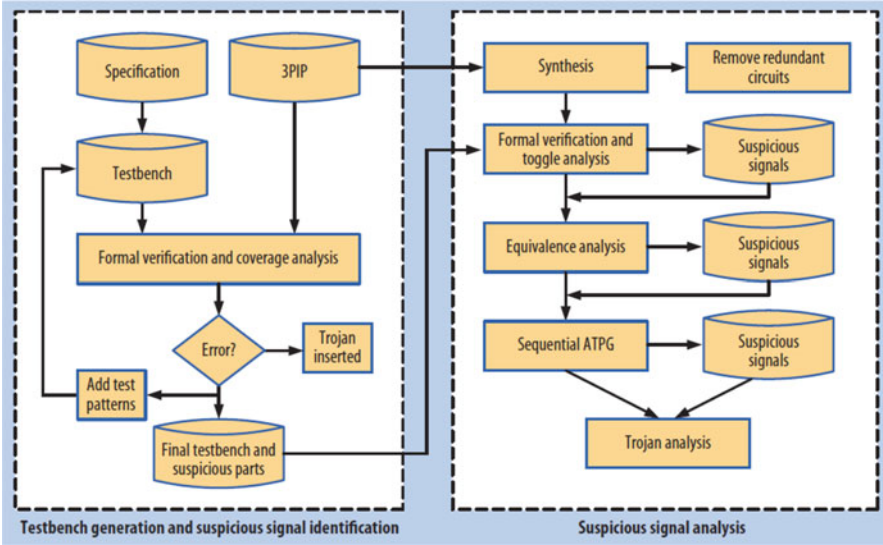 Specification
3PIP
Testbench
Formal verification and coverage analysis
Error?
Trojan
inserted
Add test
patterns
Final testbench and
suspicious parts
Testbench generation and suspicious signal identification
Synthesis
Remove redundant
circuits
Formal verification and
toggle analysis
Suspicious
signals
Equivalence analysis
Suspicious
signals
Sequential ATPG
Suspicious
signals
Trojan analysis
Suspicious signal analysis